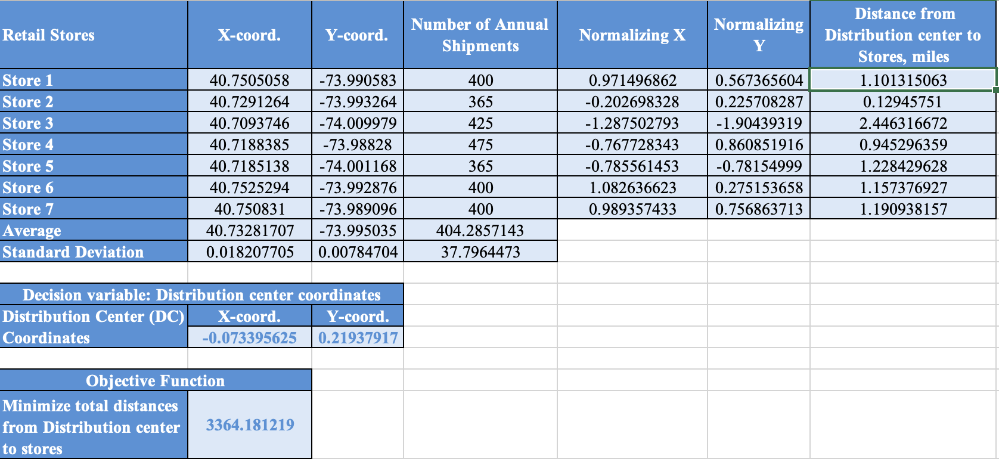 Retail Stores X-coord. Y-coord. Number of Annual Shipments Normalizing X Normalizing Y Distance from Distribution center to Stores, miles
Store 1 40.7505058 -73.990583 400 0.971496862 0.567365604 1.101315063
Store 2 40.7291264 -73.993264 365 -0.202698328 0.225708287 0.12945751
Store 3 40.7093746 -74.009979 425 -1.287502793 -1.90439319 2.446316672
Store 4 40.7188385 -73.98828 475 -0.767728343 0.860851916 0.945296359
Store 5 40.7185138 -74.001168 365 -0.785561453 -0.78154999 1.228429628
Store 6 40.7525294 -73.992876 400 1.082636623 0.275153658 1.157376927
Store 7 40.750831 -73.989096 400 0.989357433 0.756863713 1.190938157
Average 40.73281707 -73.995035 404.2857143
Standard Deviation 0.018207705 0.00784704 37.7964473
Decision variable: Distribution center coordinates
Distribution Center (DC) X-coord. Y-coord.
Coordinates -0.073395625 0.21937917
Objective Function
Minimize total distances
from Distribution center 3364.181219
to stores